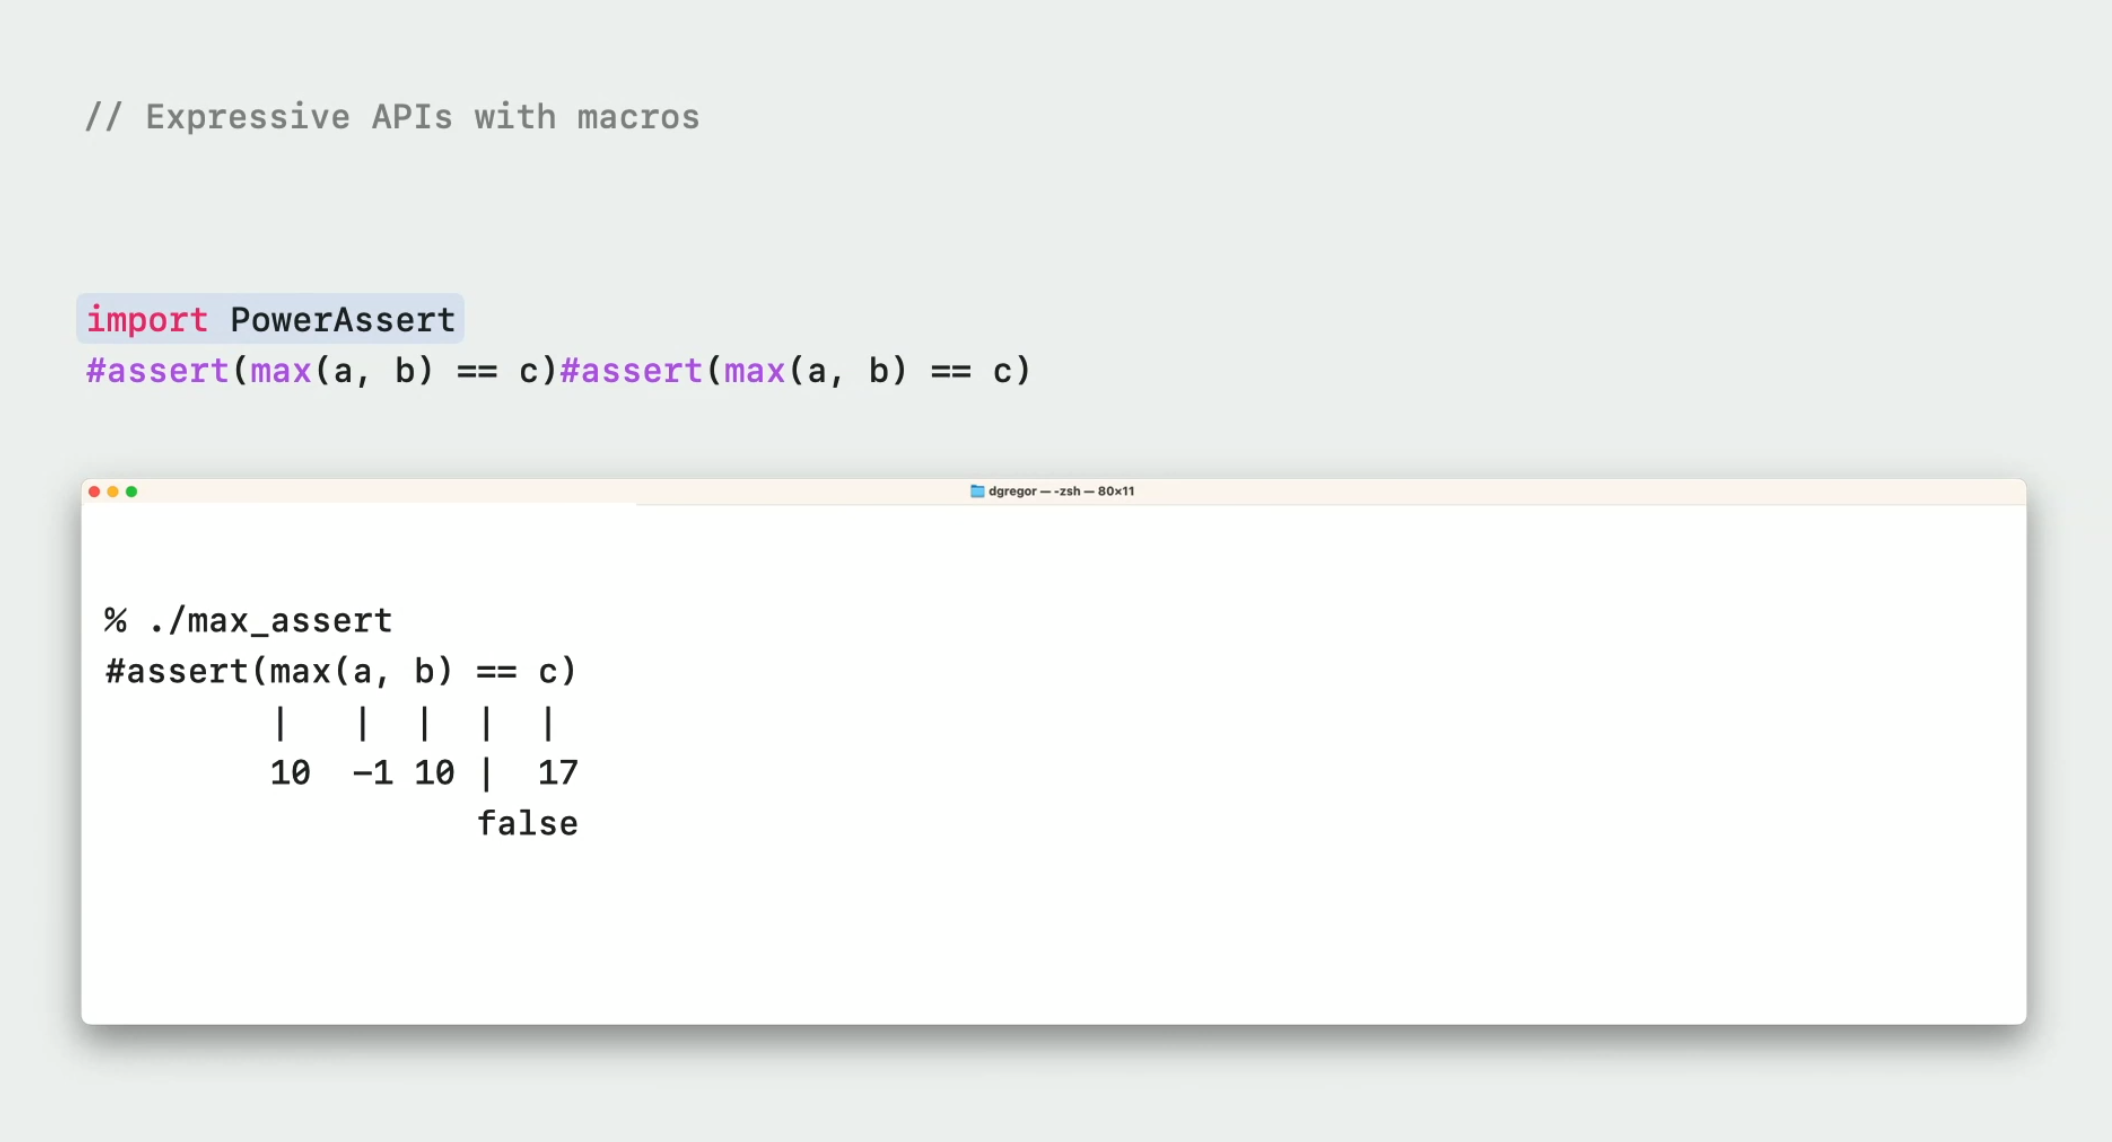 // Expressive APIs with macros
import PowerAssert
#assert(max(a, b) == c)#assert(max(a, b) == c)
dgregor — -zsh — 80×11
% ./max_assert
#assert(max(a, b) == c)
        |   |  |  |  |
        10  –1 10 |  17
                  false